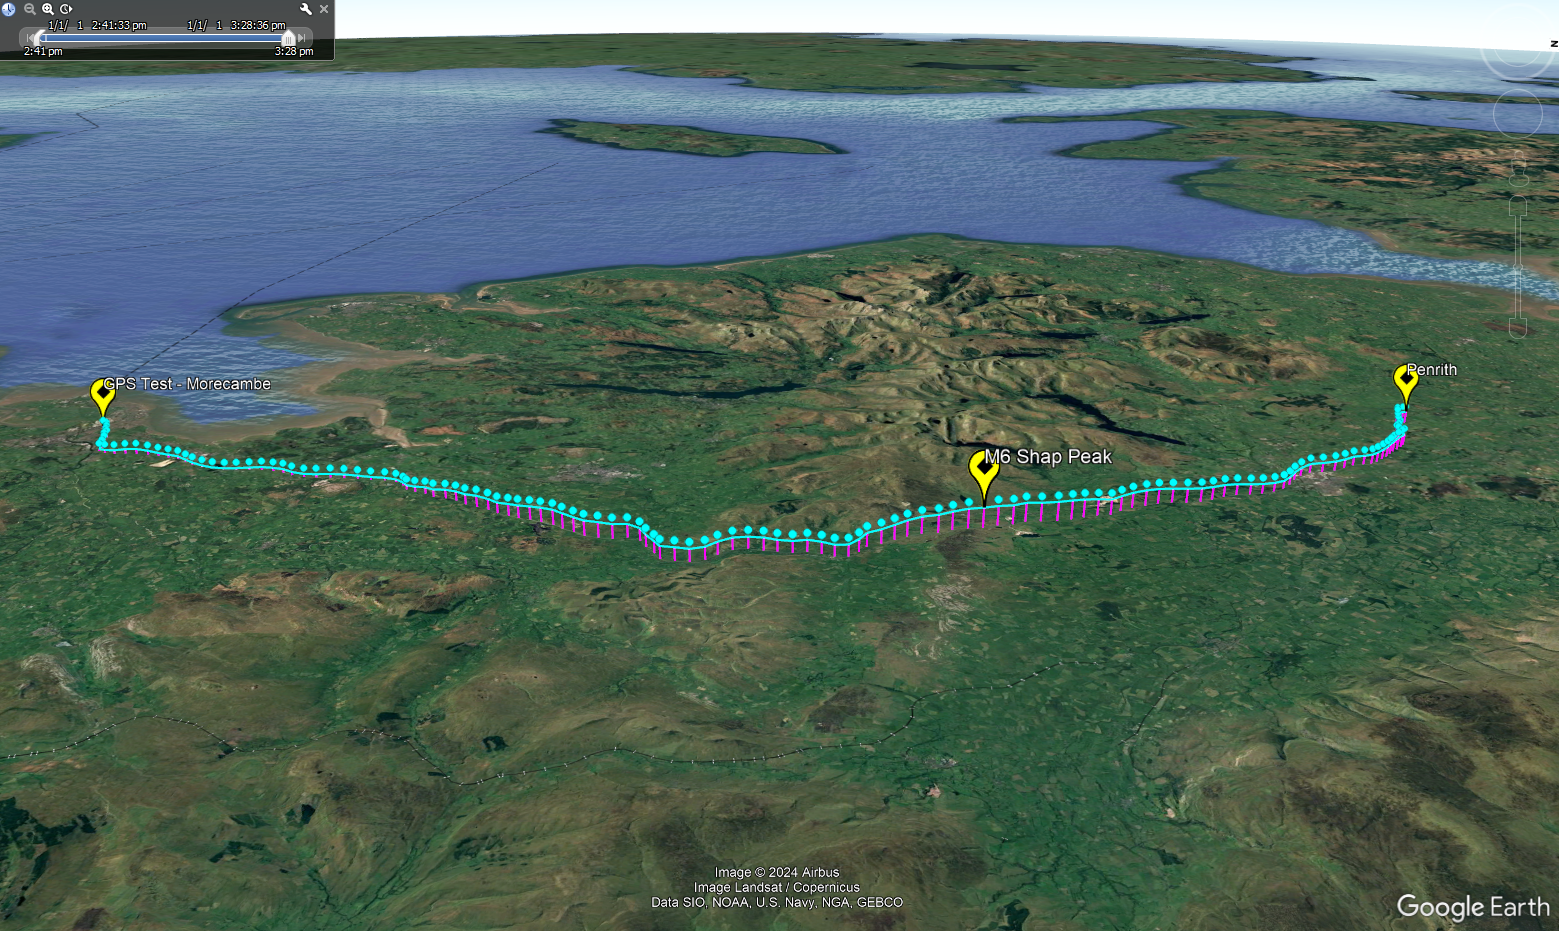 1/1/ 1 2:41:33 pm 1/1/ 1 3:28:36 pm
2:41 pm 3:28 pm
N
GPS Test - Morecambe
Penrith
M6 Shap Peak
Image © 2024 Airbus
Image Landsat / Copernicus
Data SIO, NOAA, U.S. Navy, NGA, GEBCO
Google Earth